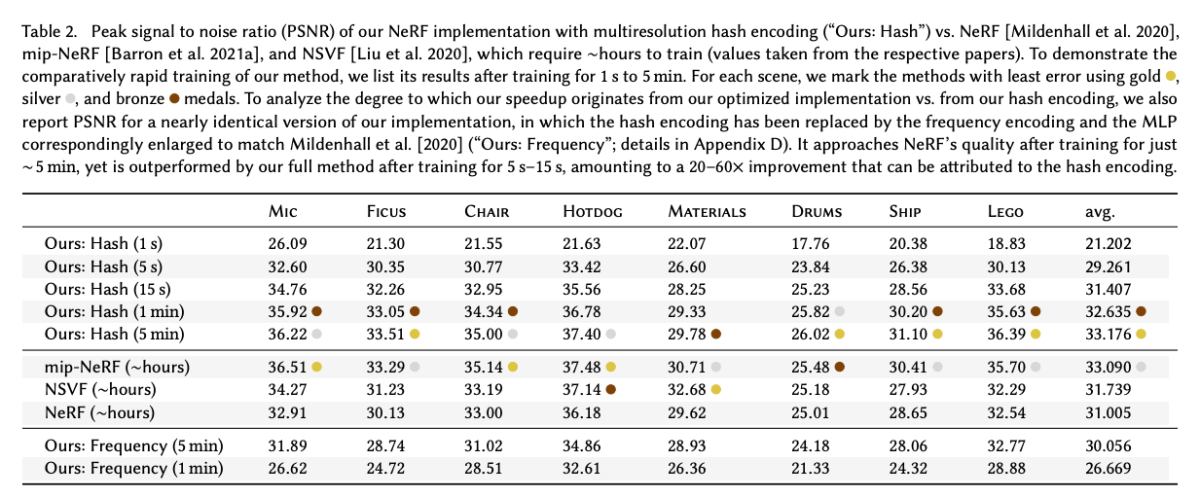 Table 2. Peak signal to noise ratio (PSNR) of our NeRF implementation with multiresolution hash encoding (“Ours: Hash”) vs. NeRF [Mildenhall et al. 2020],
mip-NeRF [Barron et al. 2021a], and NSVF [Liu et al. 2020], which require ~hours to train (values taken from the respective papers). To demonstrate the
comparatively rapid training of our method, we list its results after training for 1 s to 5 min. For each scene, we mark the methods with least error using gold ●,
silver ●, and bronze ● medals. To analyze the degree to which our speedup originates from our optimized implementation vs. from our hash encoding, we also
report PSNR for a nearly identical version of our implementation, in which the hash encoding has been replaced by the frequency encoding and the MLP
correspondingly enlarged to match Mildenhall et al. [2020] (“Ours: Frequency”; details in Appendix D). It approaches NeRF’s quality after training for just
~5 min, yet is outperformed by our full method after training for 5 s–15 s, amounting to a 20–60× improvement that can be attributed to the hash encoding.
Mic Ficus Chair Hotdog Materials Drums Ship Lego avg.
Ours: Hash (1 s) 26.09 21.30 21.55 21.63 22.07 17.76 20.38 18.83 21.202
Ours: Hash (5 s) 32.60 30.35 30.77 33.42 26.60 23.84 26.38 30.13 29.261
Ours: Hash (15 s) 34.76 32.26 32.95 35.56 28.25 25.23 28.56 33.68 31.407
Ours: Hash (1 min) 35.92 ● 33.05 ● 34.34 ● 36.78 29.33 25.82 ● 30.20 ● 35.63 ● 32.635 ●
Ours: Hash (5 min) 36.22 ● 33.51 ● 35.00 ● 37.40 ● 29.78 ● 26.02 ● 31.10 ● 36.39 ● 33.176 ●
mip-NeRF (~hours) 36.51 ● 33.29 ● 35.14 ● 37.48 ● 30.71 ● 25.48 ● 30.41 ● 35.70 ● 33.090 ●
NSVF (~hours) 34.27 31.23 33.19 37.14 ● 32.68 ● 25.18 27.93 32.29 31.739
NeRF (~hours) 32.91 30.13 33.00 36.18 29.62 25.01 28.65 32.54 31.005
Ours: Frequency (5 min) 31.89 28.74 31.02 34.86 28.93 24.18 28.06 32.77 30.056
Ours: Frequency (1 min) 26.62 24.72 28.51 32.61 26.36 21.33 24.32 28.88 26.669